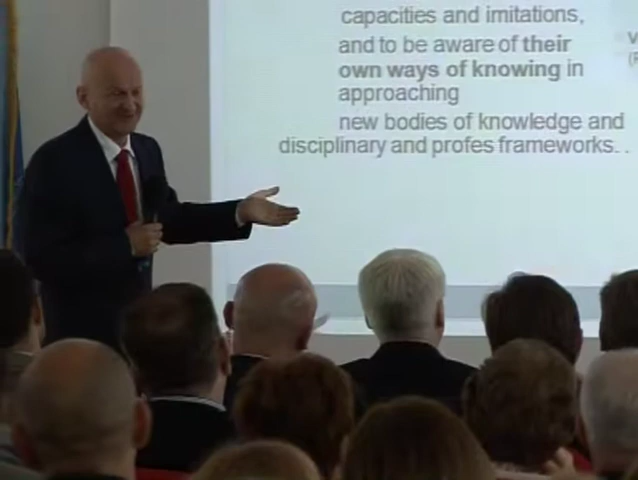 capacities and imitations,
and to be aware of their
own ways of knowing in
approaching
new bodies of knowledge and
disciplinary and profes frameworks. .